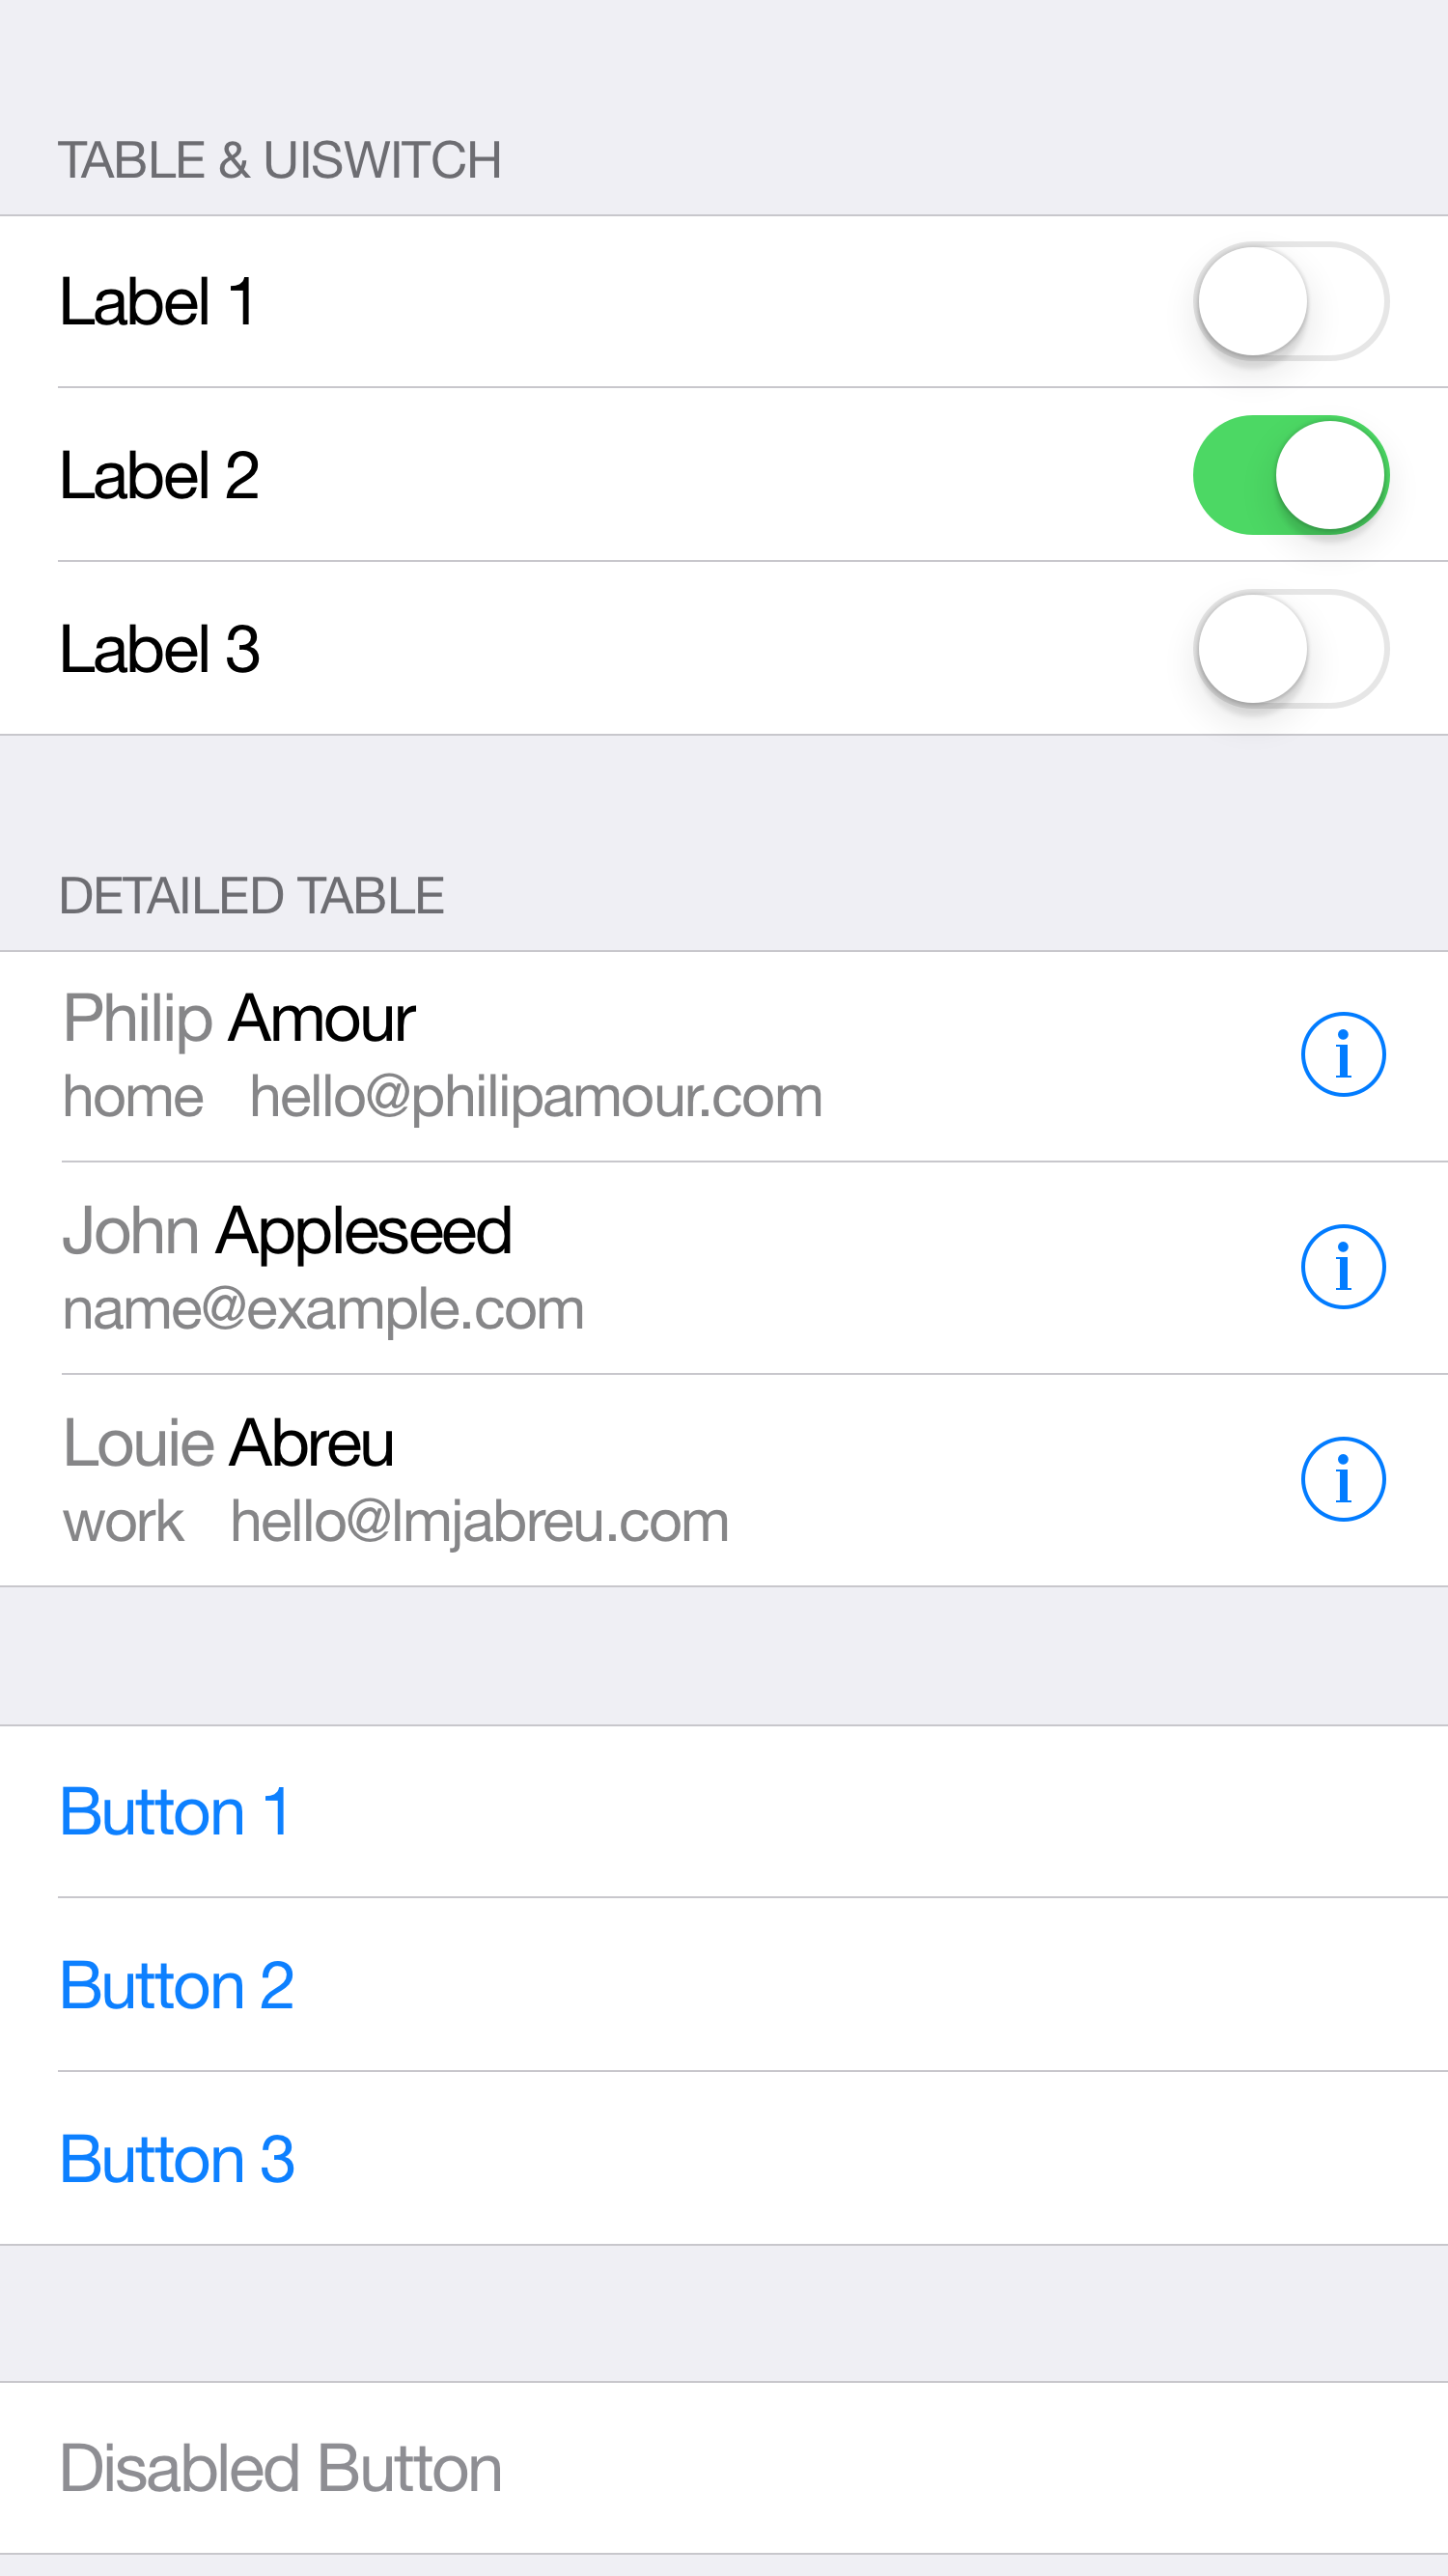 TABLE & UISWITCH
Label 1
Label 2
Label 3
DETAILED TABLE
Philip Amour
home hello@philipamour.com
John Appleseed
name@example.com
Louie Abreu
work hello@lmjabreu.com
Button 1
Button 2
Button 3
Disabled Button